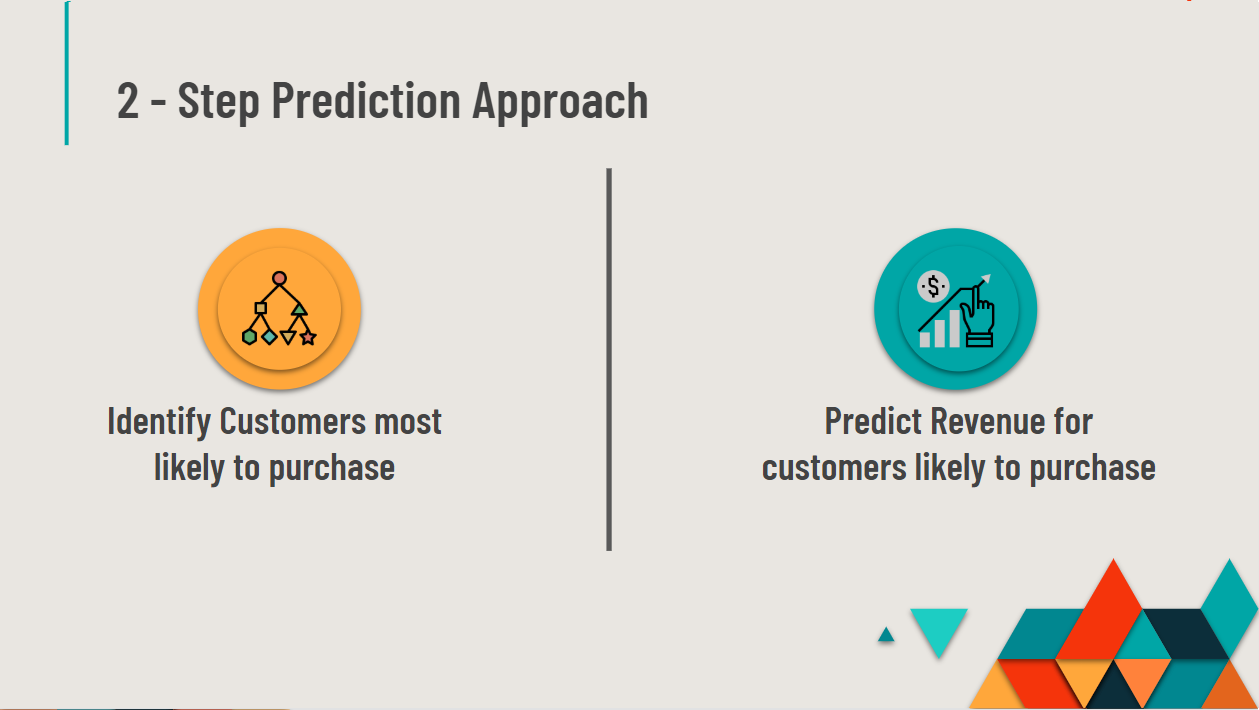 2 - Step Prediction Approach
Identify Customers most
likely to purchase
$
Predict Revenue for
customers likely to purchase